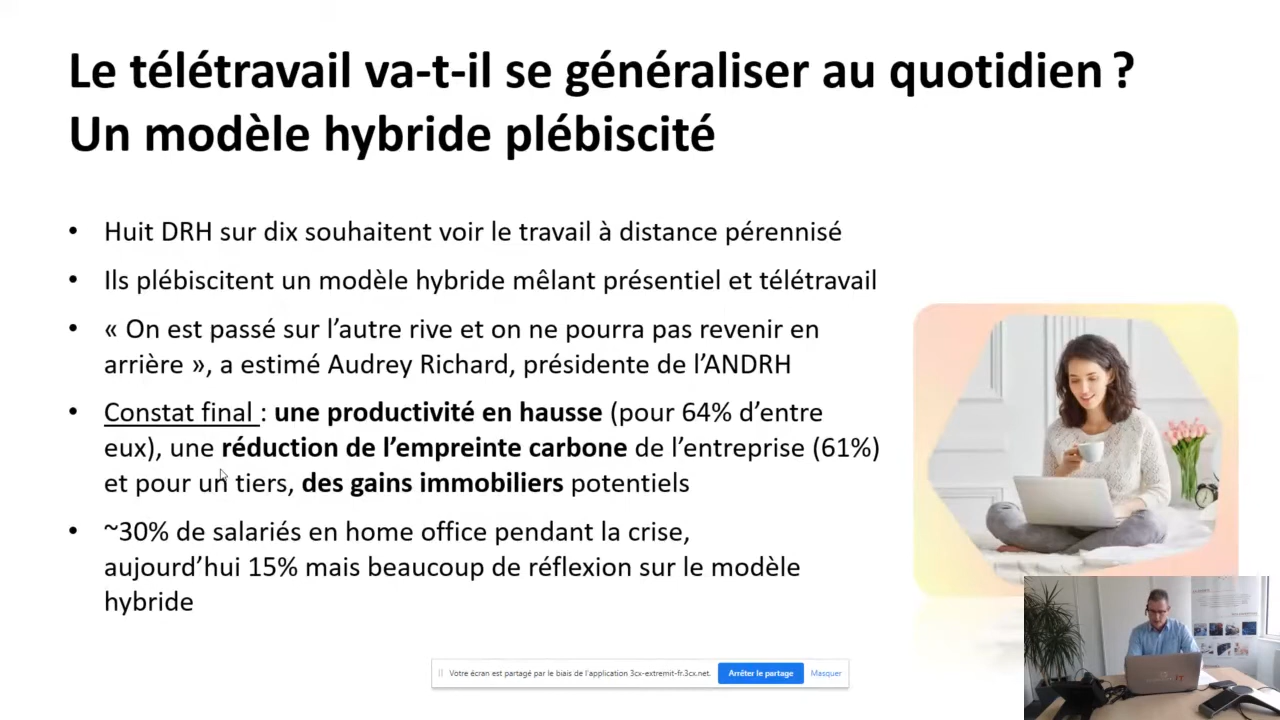 Le télétravail va-t-il se généraliser au quotidien ?
Un modèle hybride plébiscité
• Huit DRH sur dix souhaitent voir le travail à distance pérennisé
• Ils plébiscitent un modèle hybride mêlant présentiel et télétravail
• « On est passé sur l’autre rive et on ne pourra pas revenir en
arrière », a estimé Audrey Richard, présidente de l’ANDRH
• Constat final : une productivité en hausse (pour 64% d’entre
eux), une réduction de l’empreinte carbone de l’entreprise (61%)
et pour un tiers, des gains immobiliers potentiels
• ~30% de salariés en home office pendant la crise,
aujourd’hui 15% mais beaucoup de réflexion sur le modèle
hybride
Votre écran est partagé par le biais de l'application 3cx-extremit-fr.3cx.net.
Arrêter le partage
Masquer